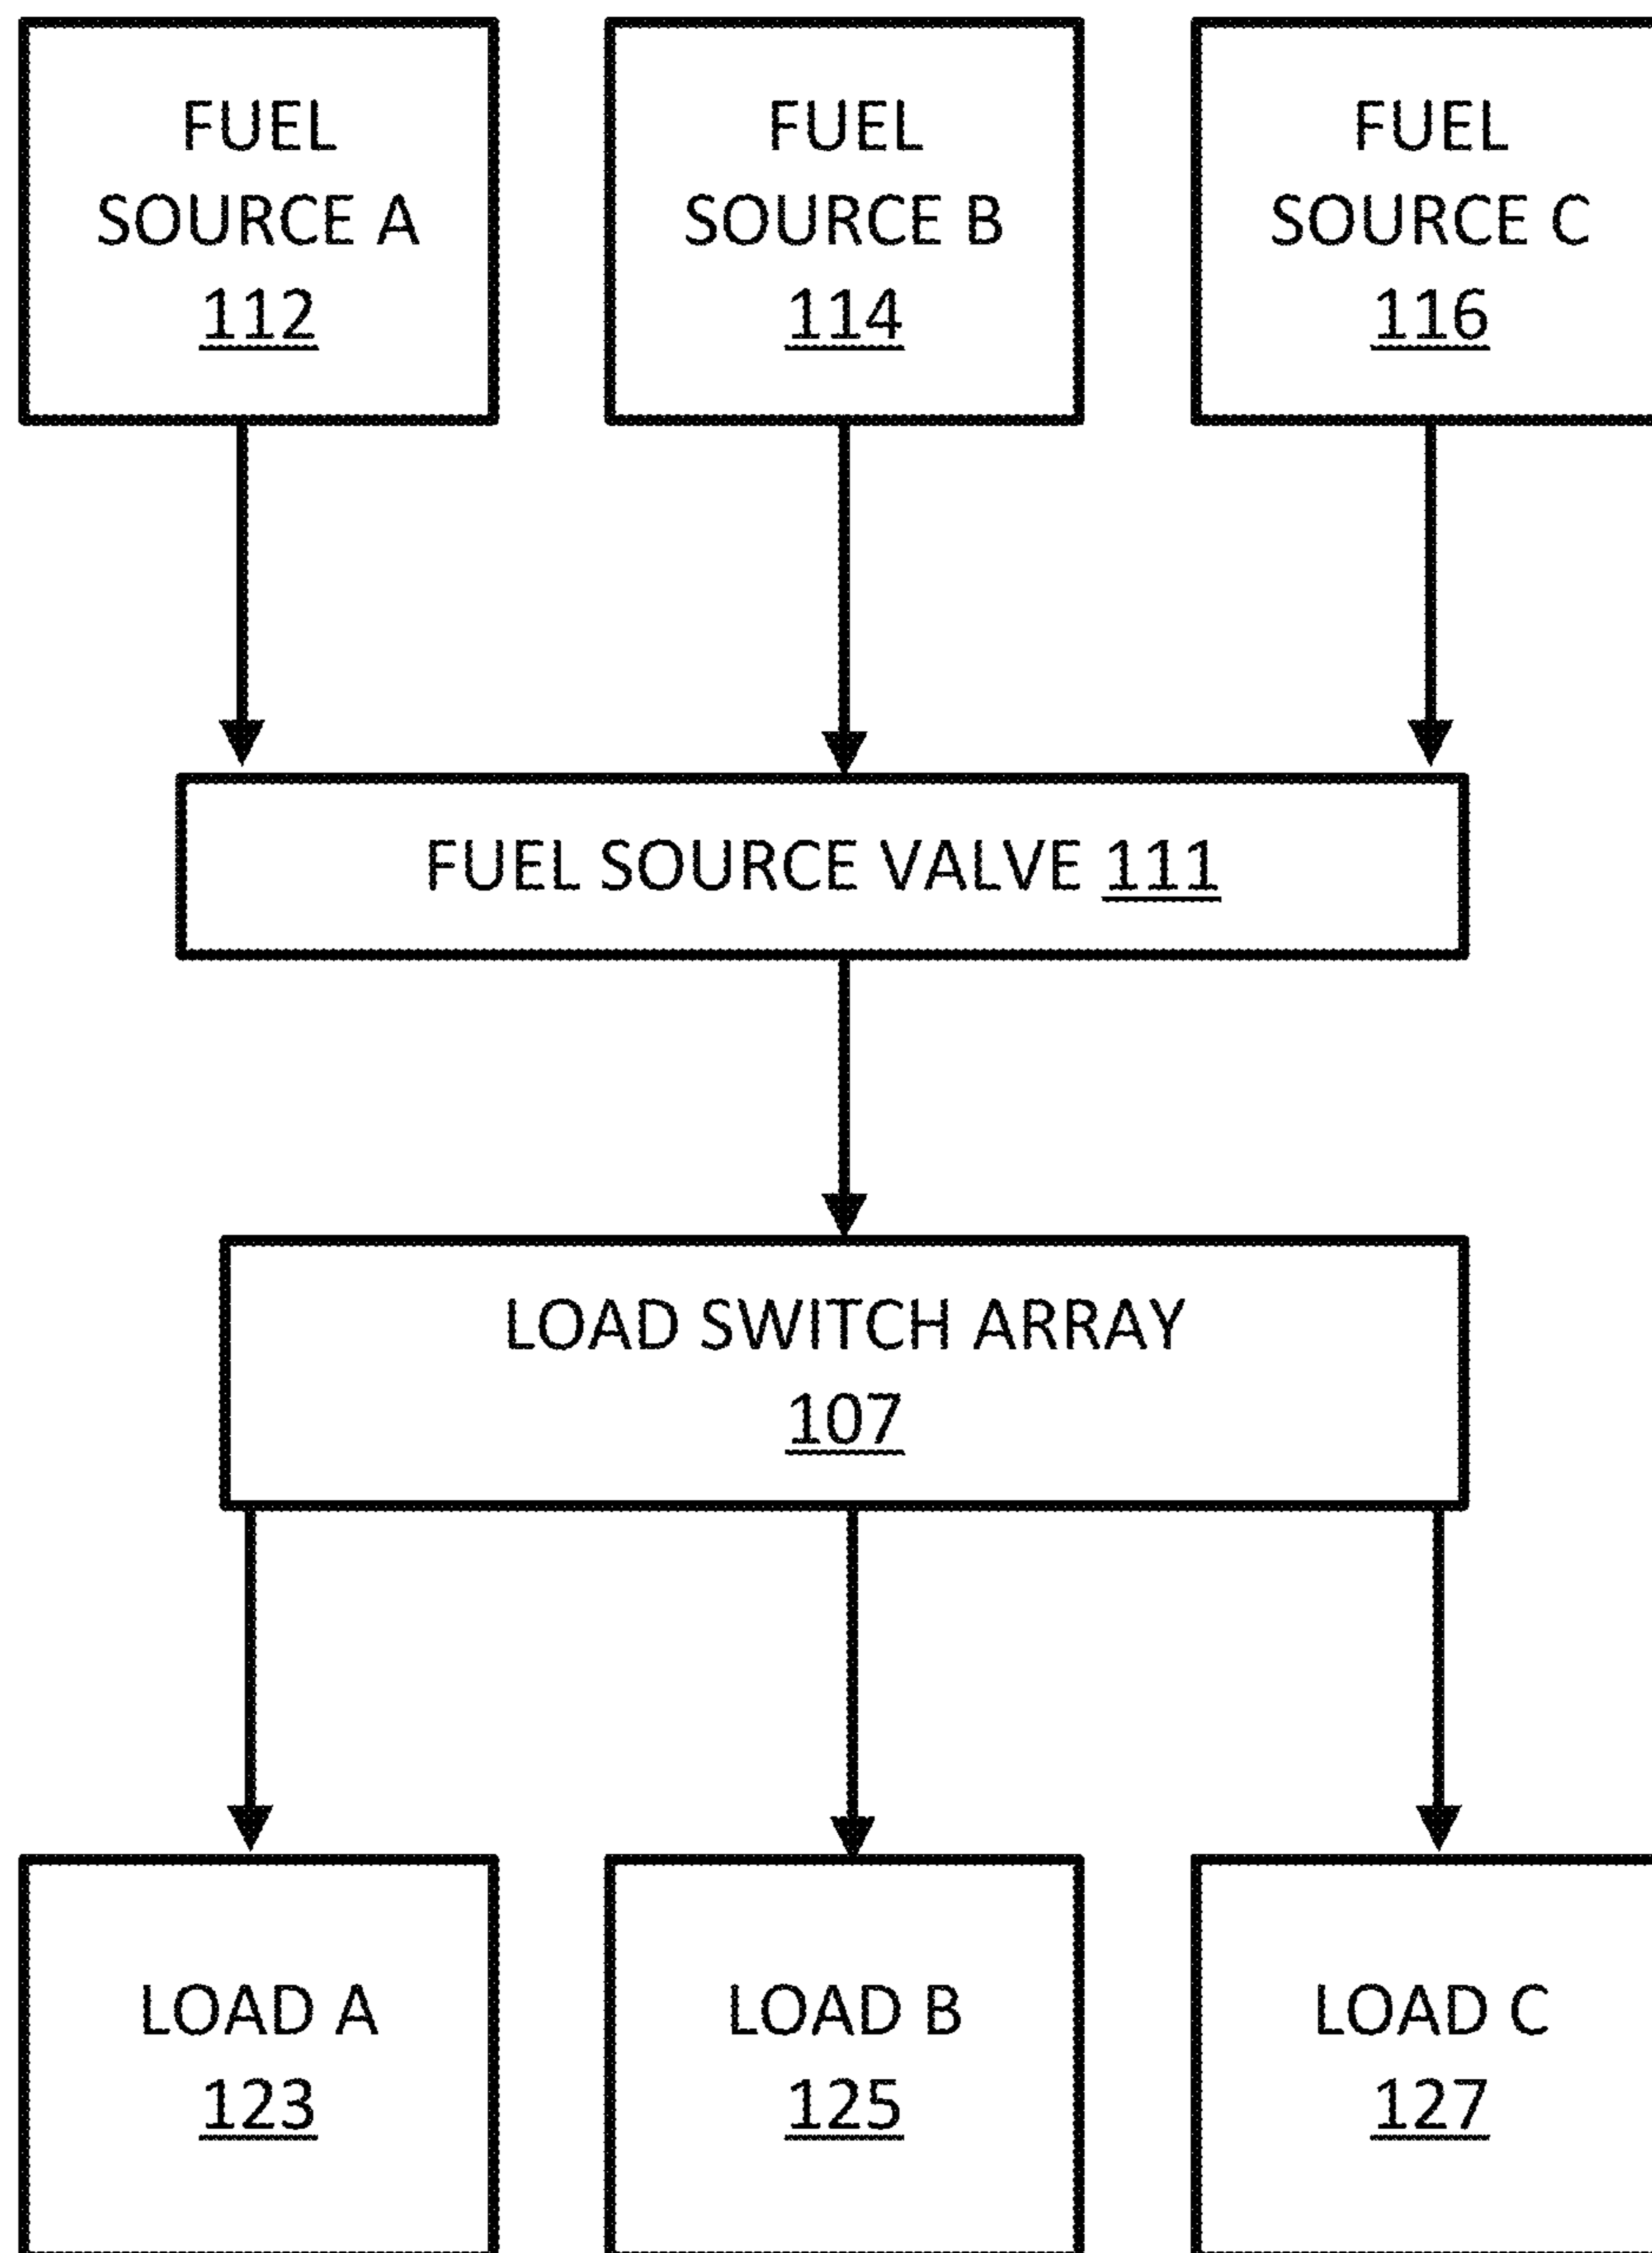 FUEL
SOURCE A
112
FUEL
SOURCE B
114
FUEL
SOURCE C
116
FUEL SOURCE VALVE 111
LOAD SWITCH ARRAY
107
LOAD A
123
LOAD B
125
LOAD C
127